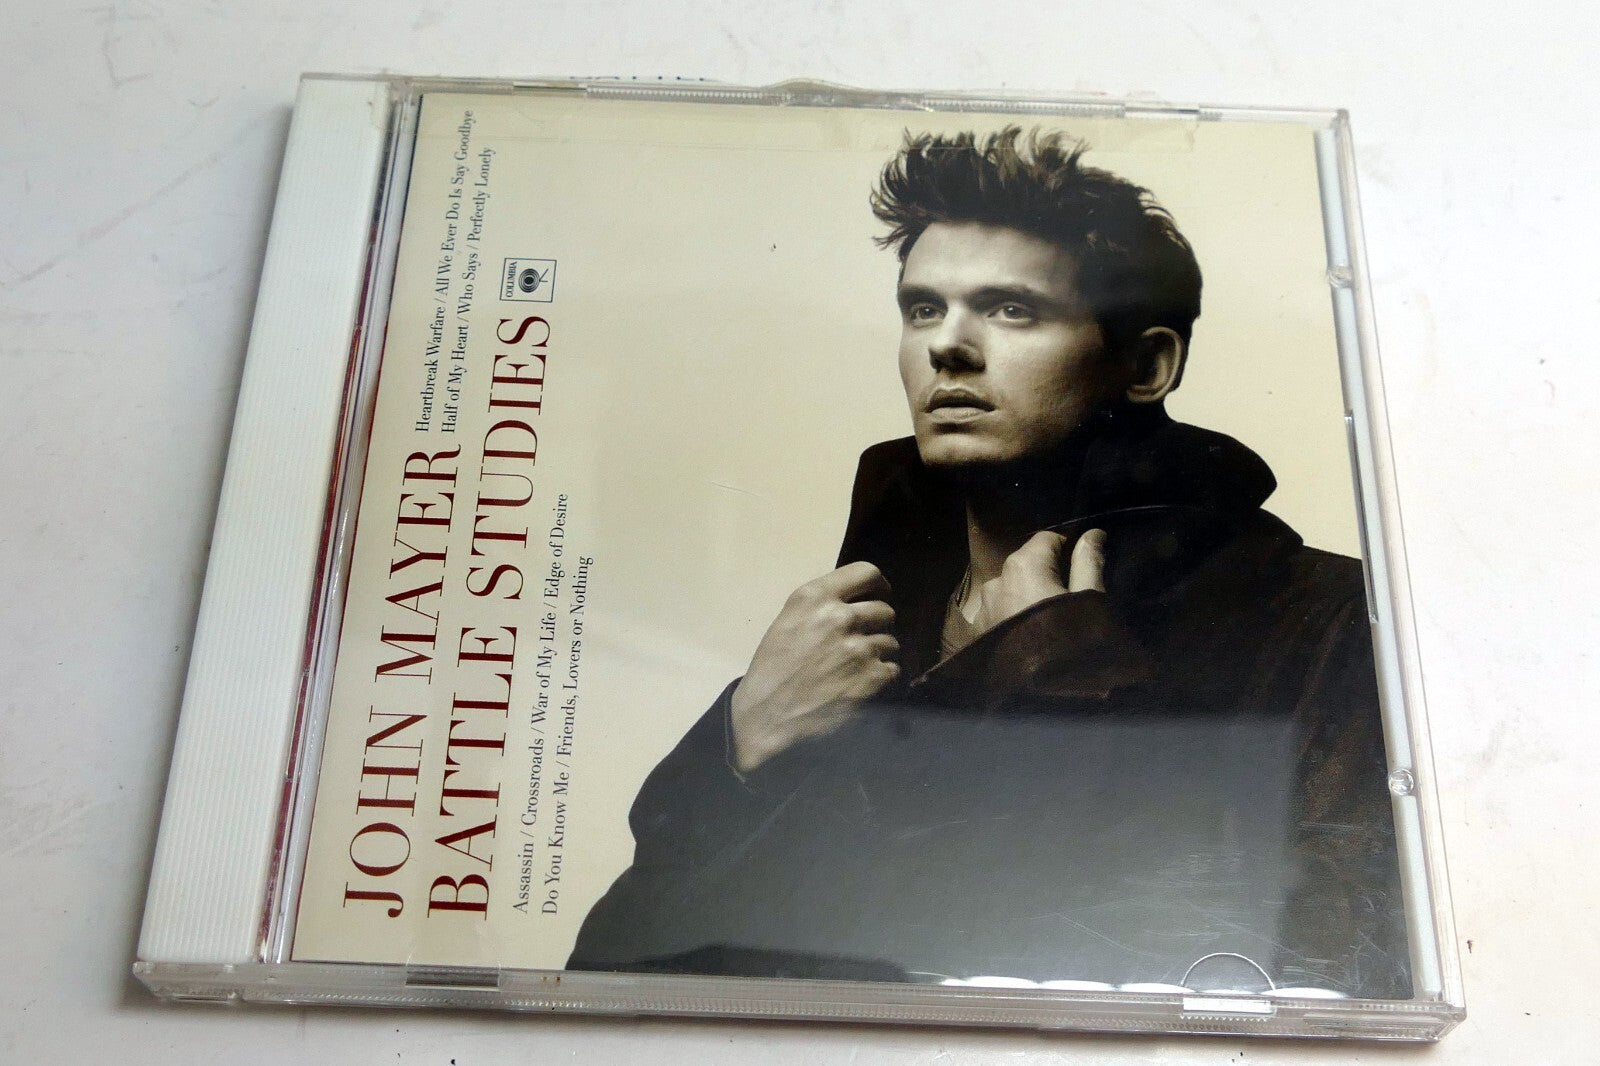 JOHN MAYER
Heartbreak Warfare / All We Ever Do Is Say Goodbye
Half of My Heart / Who Says / Perfectly Lonely
BATTLE STUDIES
COLUMBIA
Assassin / Crossroads / War of My Life / Edge of Desire
Do You Know Me / Friends, Lovers or Nothing